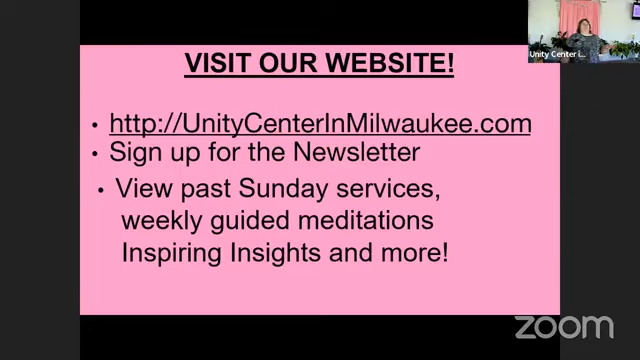 Unity Center i...
VISIT OUR WEBSITE!
• http://UnityCenterInMilwaukee.com
• Sign up for the Newsletter
• View past Sunday services,
weekly guided meditations
Inspiring Insights and more!
zoom